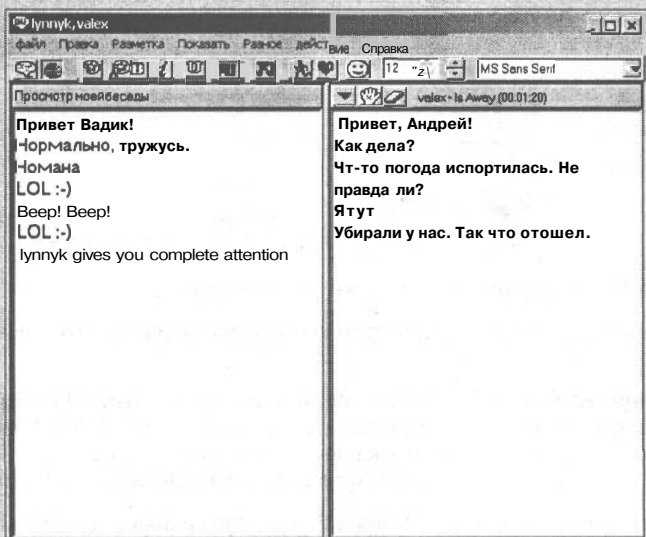 lynnyk, valex
файл Правка Разметка Показать Разное действие Справка
12 "z\ MS Sans Serif
Просмотр моей беседы
valex - Is Away (00:01:20)
Привет Вадик!
Нормально, тружусь.
Номана
LOL :-)
Beep! Beep!
LOL :-)
lynnyk gives you complete attention
Привет, Андрей!
Как дела?
Чт-то погода испортилась. Не
правда ли?
Ятут
Убирали у нас. Так что отошел.